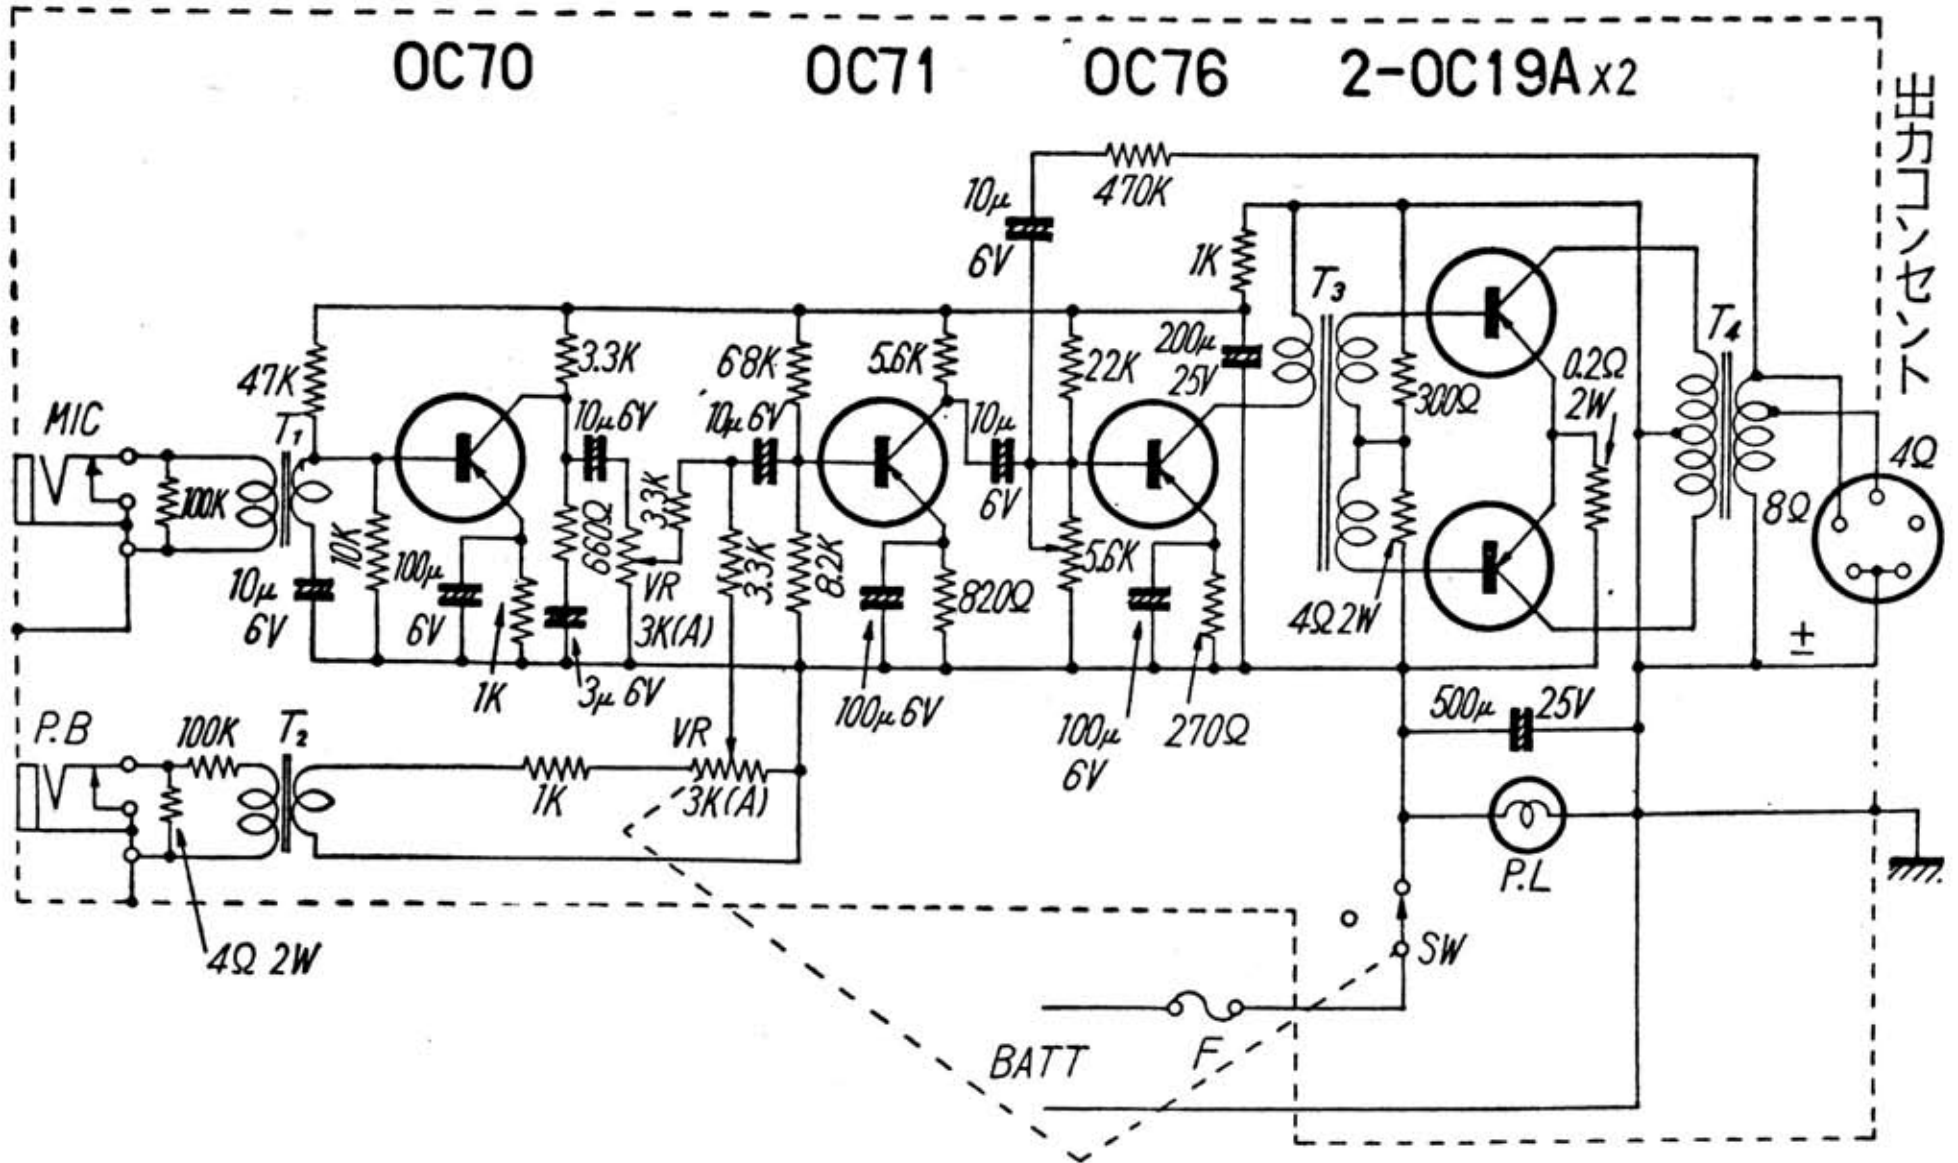 OC70
OC71
OC76
2-OC19A x2
出力コンセント
10μ
6V
470K
1K
T3
47K
3.3K
68K
5.6K
22K
200μ
25V
300Ω
0.2Ω
2W
T4
MIC
T1
100K
10K
10μ 6V
10μ 6V
10μ
6V
4Ω
8Ω
10μ
6V
100μ
6V
1K
660Ω
VR
3K(A)
3.3K
3.3K
8.2K
820Ω
5.6K
4Ω 2W
±
3μ 6V
100μ 6V
100μ
6V
270Ω
500μ 25V
P.B
100K
T2
1K
VR
3K(A)
P.L
4Ω 2W
SW
BATT
F